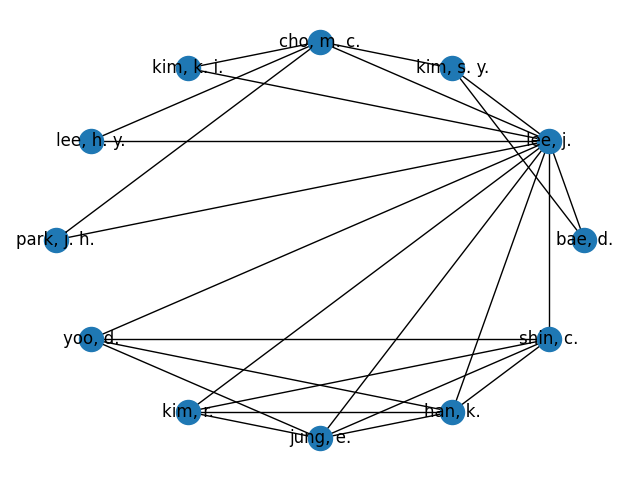 cho, m. c.
kim, k. i.
kim, s. y.
lee, h. y.
lee, j.
park, j. h.
bae, d.
yoo, d.
shin, c.
kim, i.
han, k.
jung, e.